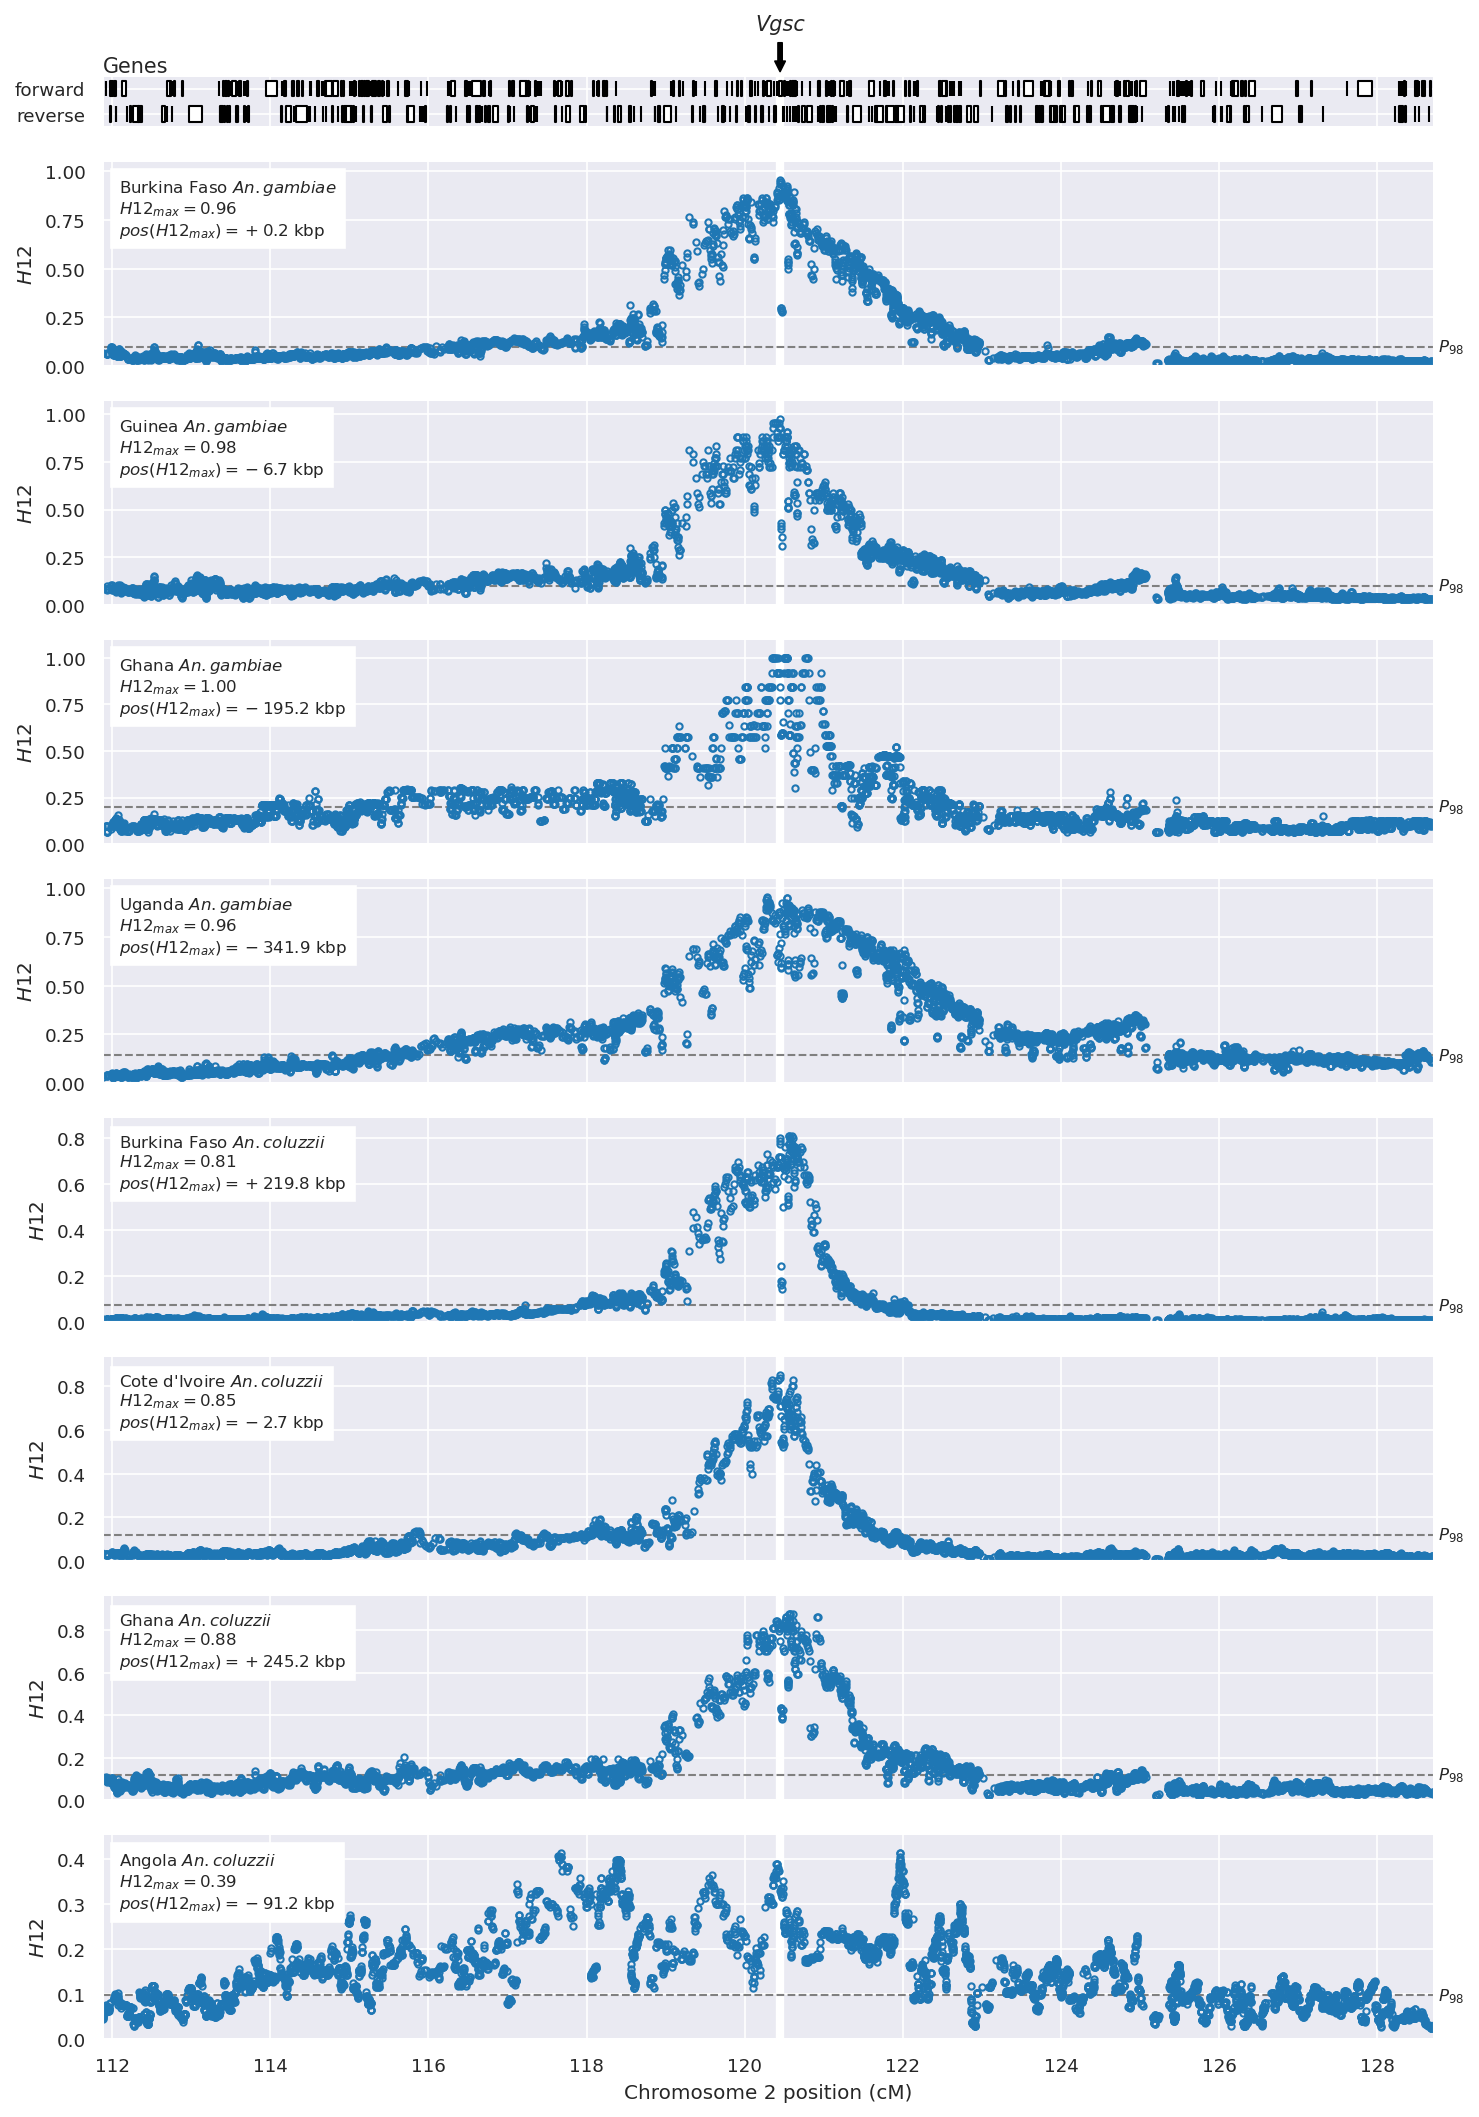 Vgsc
Genes
forward
reverse
1.00
0.75
0.50
0.25
0.00
H12
Burkina Faso An. gambiae
H12max = 0.96
pos(H12max) = + 0.2 kbp
P98
1.00
0.75
0.50
0.25
0.00
H12
Guinea An. gambiae
H12max = 0.98
pos(H12max) = − 6.7 kbp
P98
1.00
0.75
0.50
0.25
0.00
H12
Ghana An. gambiae
H12max = 1.00
pos(H12max) = − 195.2 kbp
P98
1.00
0.75
0.50
0.25
0.00
H12
Uganda An. gambiae
H12max = 0.96
pos(H12max) = − 341.9 kbp
P98
0.8
0.6
0.4
0.2
0.0
H12
Burkina Faso An. coluzzii
H12max = 0.81
pos(H12max) = + 219.8 kbp
P98
0.8
0.6
0.4
0.2
0.0
H12
Cote d'Ivoire An. coluzzii
H12max = 0.85
pos(H12max) = − 2.7 kbp
P98
0.8
0.6
0.4
0.2
0.0
H12
Ghana An. coluzzii
H12max = 0.88
pos(H12max) = + 245.2 kbp
P98
0.4
0.3
0.2
0.1
0.0
H12
Angola An. coluzzii
H12max = 0.39
pos(H12max) = − 91.2 kbp
P98
112 114 116 118 120 122 124 126 128
Chromosome 2 position (cM)